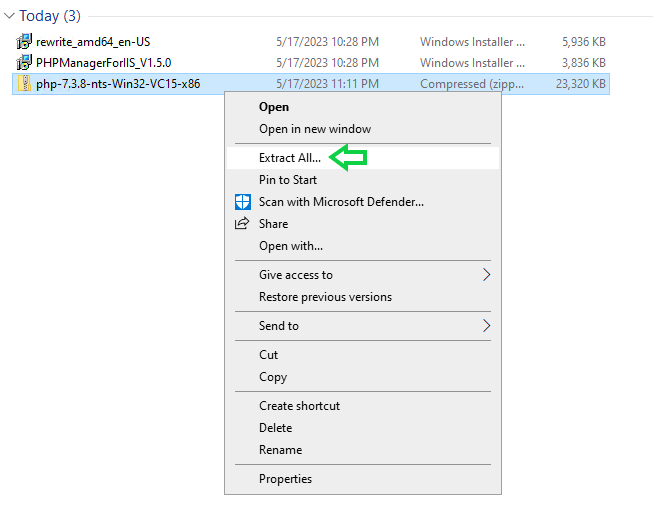 Today (3)
rewrite_amd64_en-US 5/17/2023 10:28 PM Windows Installer ... 5,936 KB
PHPManagerForIIS_V1.5.0 5/17/2023 10:28 PM Windows Installer ... 3,836 KB
php-7.3.8-nts-Win32-VC15-x86 5/17/2023 11:11 PM Compressed (zipp... 23,320 KB
Open
Open in new window
Extract All...
Pin to Start
Scan with Microsoft Defender...
Share
Open with...
Give access to
Restore previous versions
Send to
Cut
Copy
Create shortcut
Delete
Rename
Properties